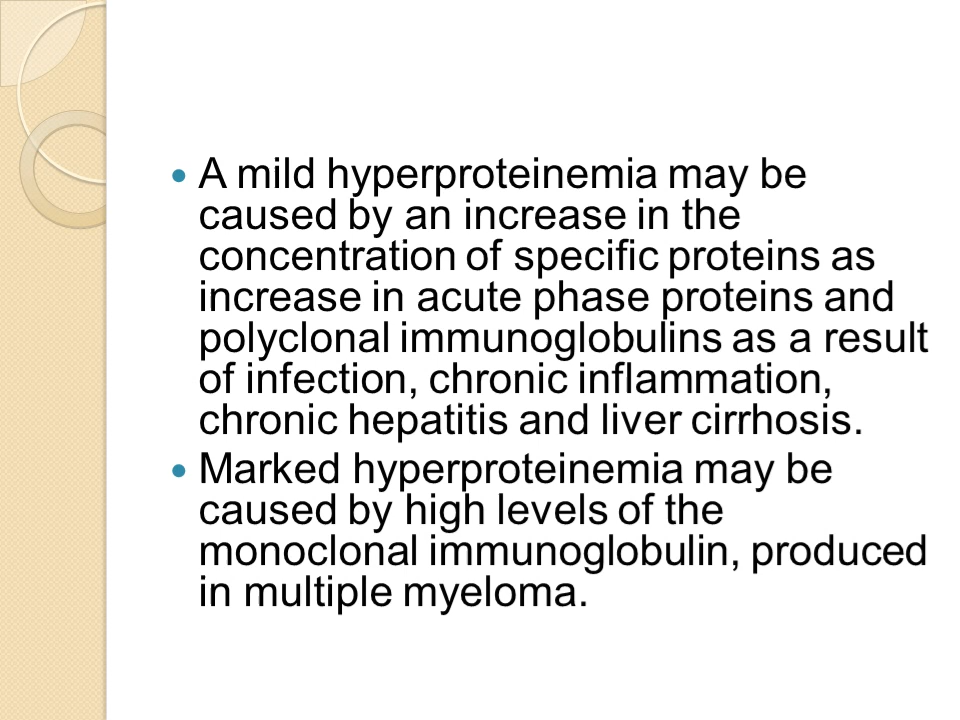 • A mild hyperproteinemia may be
caused by an increase in the
concentration of specific proteins as
increase in acute phase proteins and
polyclonal immunoglobulins as a result
of infection, chronic inflammation,
chronic hepatitis and liver cirrhosis.
• Marked hyperproteinemia may be
caused by high levels of the
monoclonal immunoglobulin, produced
in multiple myeloma.